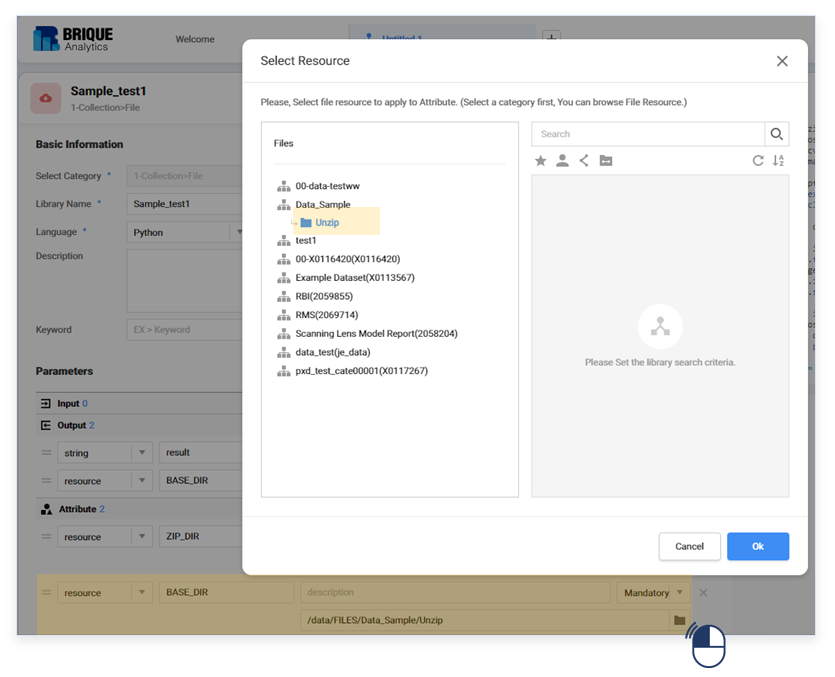 BRIQUE
Analytics
Welcome
Untitled 1
Sample_test1
1-Collection>File
Basic Information
Select Category *
1-Collection>File
Library Name *
Sample_test1
Language *
Python
Description
Keyword
EX > Keyword
Parameters
Input 0
Output 2
string
result
resource
BASE_DIR
Attribute 2
resource
ZIP_DIR
resource
BASE_DIR
description
Mandatory
/data/FILES/Data_Sample/Unzip
Select Resource
Please, Select file resource to apply to Attribute. (Select a category first, You can browse File Resource.)
Files
00-data-testww
Data_Sample
Unzip
test1
00-X0116420(X0116420)
Example Dataset(X0113567)
RBI(2059855)
RMS(2069714)
Scanning Lens Model Report(2058204)
data_test(je_data)
pxd_test_cate00001(X0117267)
Search
Please Set the library search criteria.
Cancel
Ok